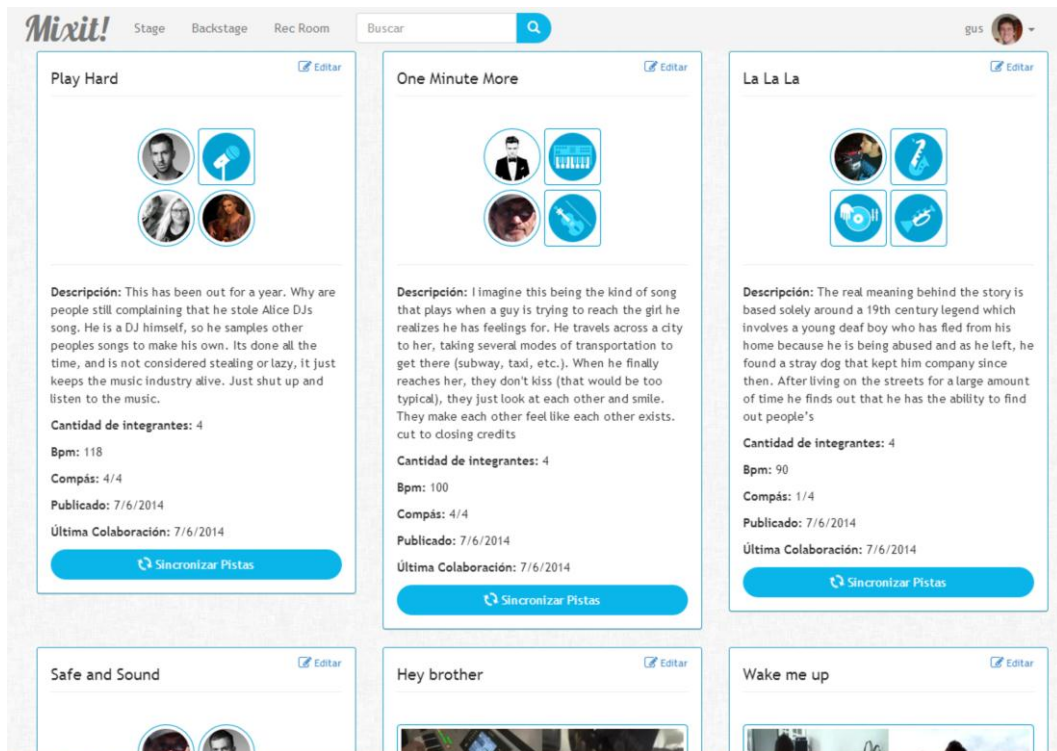 Mixit!
Stage
Backstage
Rec Room
Buscar
gus
Play Hard
Editar
Descripción: This has been out for a year. Why are
people still complaining that he stole Alice DJs
song. He is a DJ himself, so he samples other
peoples songs to make his own. Its done all the
time, and is not considered stealing or lazy, it just
keeps the music industry alive. Just shut up and
listen to the music.
Cantidad de integrantes: 4
Bpm: 118
Compás: 4/4
Publicado: 7/6/2014
Última Colaboración: 7/6/2014
Sincronizar Pistas
One Minute More
Editar
Descripción: I imagine this being the kind of song
that plays when a guy is trying to reach the girl he
realizes he has feelings for. He travels across a city
to her, taking several modes of transportation to
get there (subway, taxi, etc.). When he finally
reaches her, they don't kiss (that would be too
typical), they just look at each other and smile.
They make each other feel like each other exists.
cut to closing credits
Cantidad de integrantes: 4
Bpm: 100
Compás: 4/4
Publicado: 7/6/2014
Última Colaboración: 7/6/2014
Sincronizar Pistas
La La La
Editar
Descripción: The real meaning behind the story is
based solely around a 19th century legend which
involves a young deaf boy who has fled from his
home because he is being abused and as he left, he
found a stray dog that kept him company since
then. After living on the streets for a large amount
of time he finds out that he has the ability to find
out people’s
Cantidad de integrantes: 4
Bpm: 90
Compás: 1/4
Publicado: 7/6/2014
Última Colaboración: 7/6/2014
Sincronizar Pistas
Safe and Sound
Editar
Hey brother
Editar
Wake me up
Editar